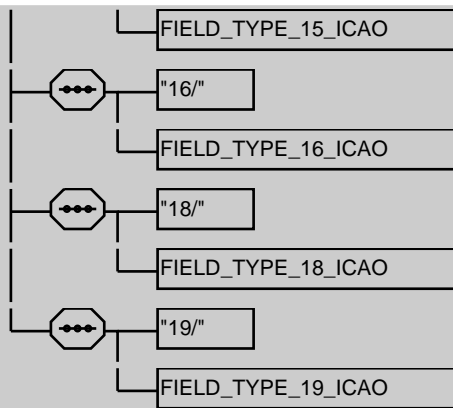 FIELD_TYPE_15_ICAO
"16/"
FIELD_TYPE_16_ICAO
"18/"
FIELD_TYPE_18_ICAO
"19/"
FIELD_TYPE_19_ICAO